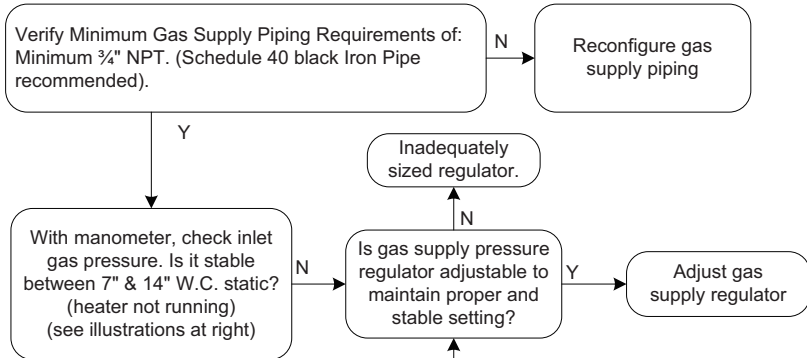 Verify Minimum Gas Supply Piping Requirements of:
Minimum ¾" NPT. (Schedule 40 black Iron Pipe
recommended).
N
Reconfigure gas
supply piping
Y
Inadequately
sized regulator.
N
With manometer, check inlet
gas pressure. Is it stable
between 7" & 14" W.C. static?
(heater not running)
(see illustrations at right)
N
Is gas supply pressure
regulator adjustable to
maintain proper and
stable setting?
Y
Adjust gas
supply regulator